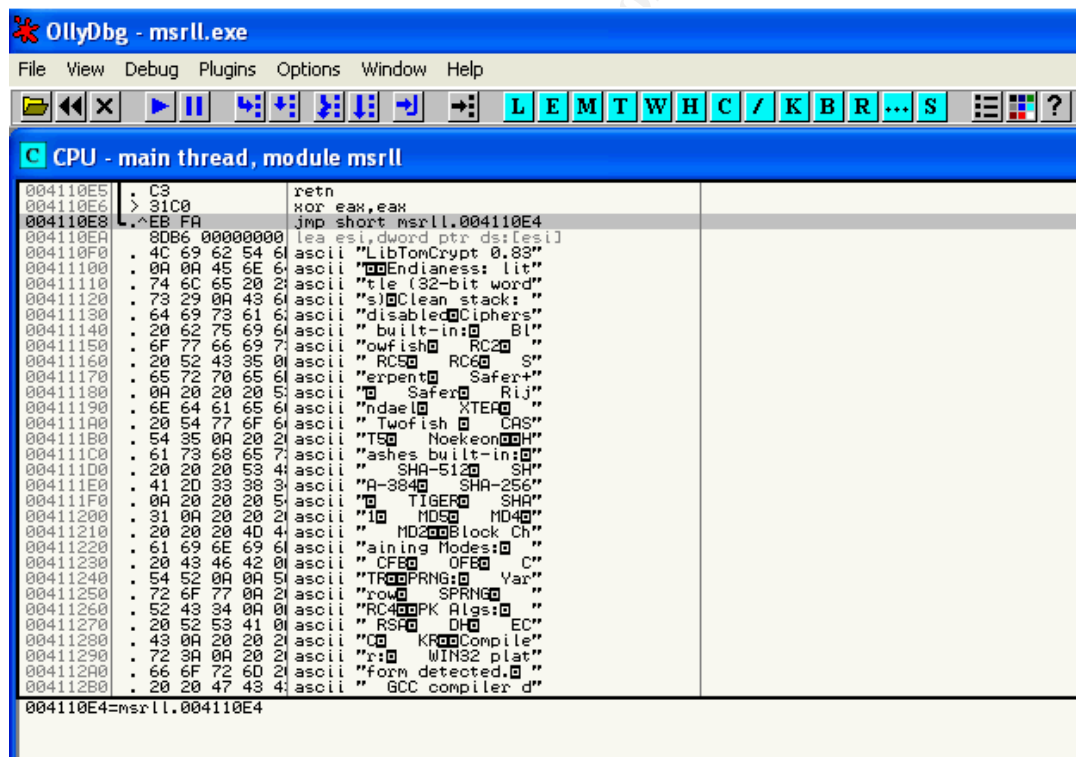 OllyDbg - msrll.exe
File View Debug Plugins Options Window Help
L E M T W H C / K B R ... S ?
C CPU - main thread, module msrll
004110E5 . C3 retn
004110E6 > 31C0 xor eax,eax
004110E8 .^EB FA jmp short msrll.004110E4
004110EA 8DB6 00000000 lea esi,dword ptr ds:[esi]
004110F0 . 4C 69 62 54 6 ascii "LibTomCrypt 0.83"
00411100 . 0A 0A 45 6E 6 ascii "Endianess: lit"
00411110 . 74 6C 65 20 2 ascii "tle (32-bit word"
00411120 . 73 29 0A 43 6 ascii "s)Clean stack: "
00411130 . 64 69 73 61 6 ascii "disabledCiphers"
00411140 . 20 62 75 69 6 ascii " built-in: Bl"
00411150 . 6F 77 66 69 7 ascii "owfish RC2 "
00411160 . 20 52 43 35 0 ascii " RC5 RC6 S"
00411170 . 65 72 70 65 6 ascii "erpent Safer+"
00411180 . 0A 20 20 20 5 ascii " Safer Rij"
00411190 . 6E 64 61 65 6 ascii "ndael XTEA "
004111A0 . 20 54 77 6F 6 ascii " Twofish CAS"
004111B0 . 54 35 0A 20 2 ascii "T5 Noekeon H"
004111C0 . 61 73 68 65 7 ascii "ashes built-in:"
004111D0 . 20 20 20 53 4 ascii " SHA-512 SH"
004111E0 . 41 2D 33 38 3 ascii "A-384 SHA-256"
004111F0 . 0A 20 20 20 5 ascii " TIGER SHA"
00411200 . 31 0A 20 20 2 ascii "1 MD5 MD4"
00411210 . 20 20 20 4D 4 ascii " MD2 Block Ch"
00411220 . 61 69 6E 69 6 ascii "aining Modes: "
00411230 . 20 43 46 42 0 ascii " CFB OFB C"
00411240 . 54 52 0A 0A 5 ascii "TR PRNG: Yar"
00411250 . 72 6F 77 0A 2 ascii "row SPRNG "
00411260 . 52 43 34 0A 0 ascii "RC4 PK Algs: "
00411270 . 20 52 53 41 0 ascii " RSA DH EC"
00411280 . 43 0A 20 20 2 ascii "C KR Compile"
00411290 . 72 3A 0A 20 2 ascii "r: WIN32 plat"
004112A0 . 66 6F 72 6D 2 ascii "form detected. "
004112B0 . 20 20 47 43 4 ascii " GCC compiler d"
004110E4=msrll.004110E4